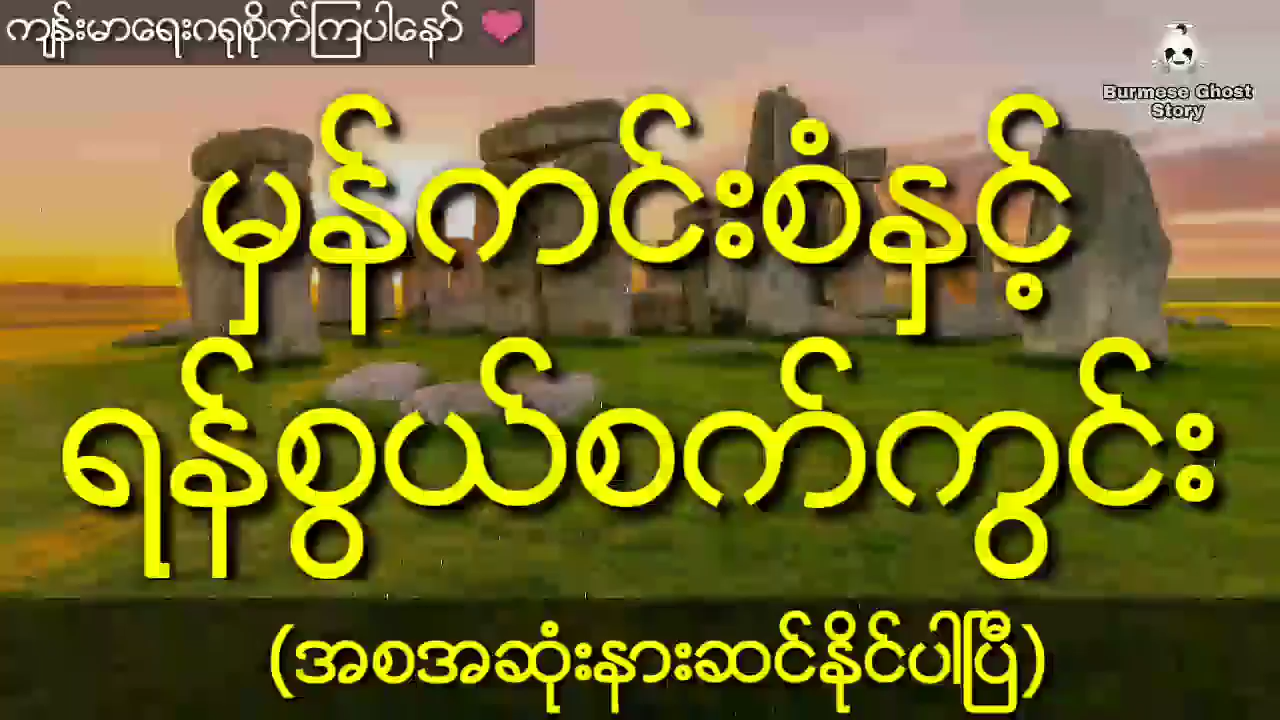 ကျန်းမာရေးဂရုစိုက်ကြပါနော် ❤
Burmese Ghost
Story
မှန်ကင်းစံနှင့်
ရန်စွယ်စက်ကွင်း
(အစအဆုံးနားဆင်နိုင်ပါပြီ)